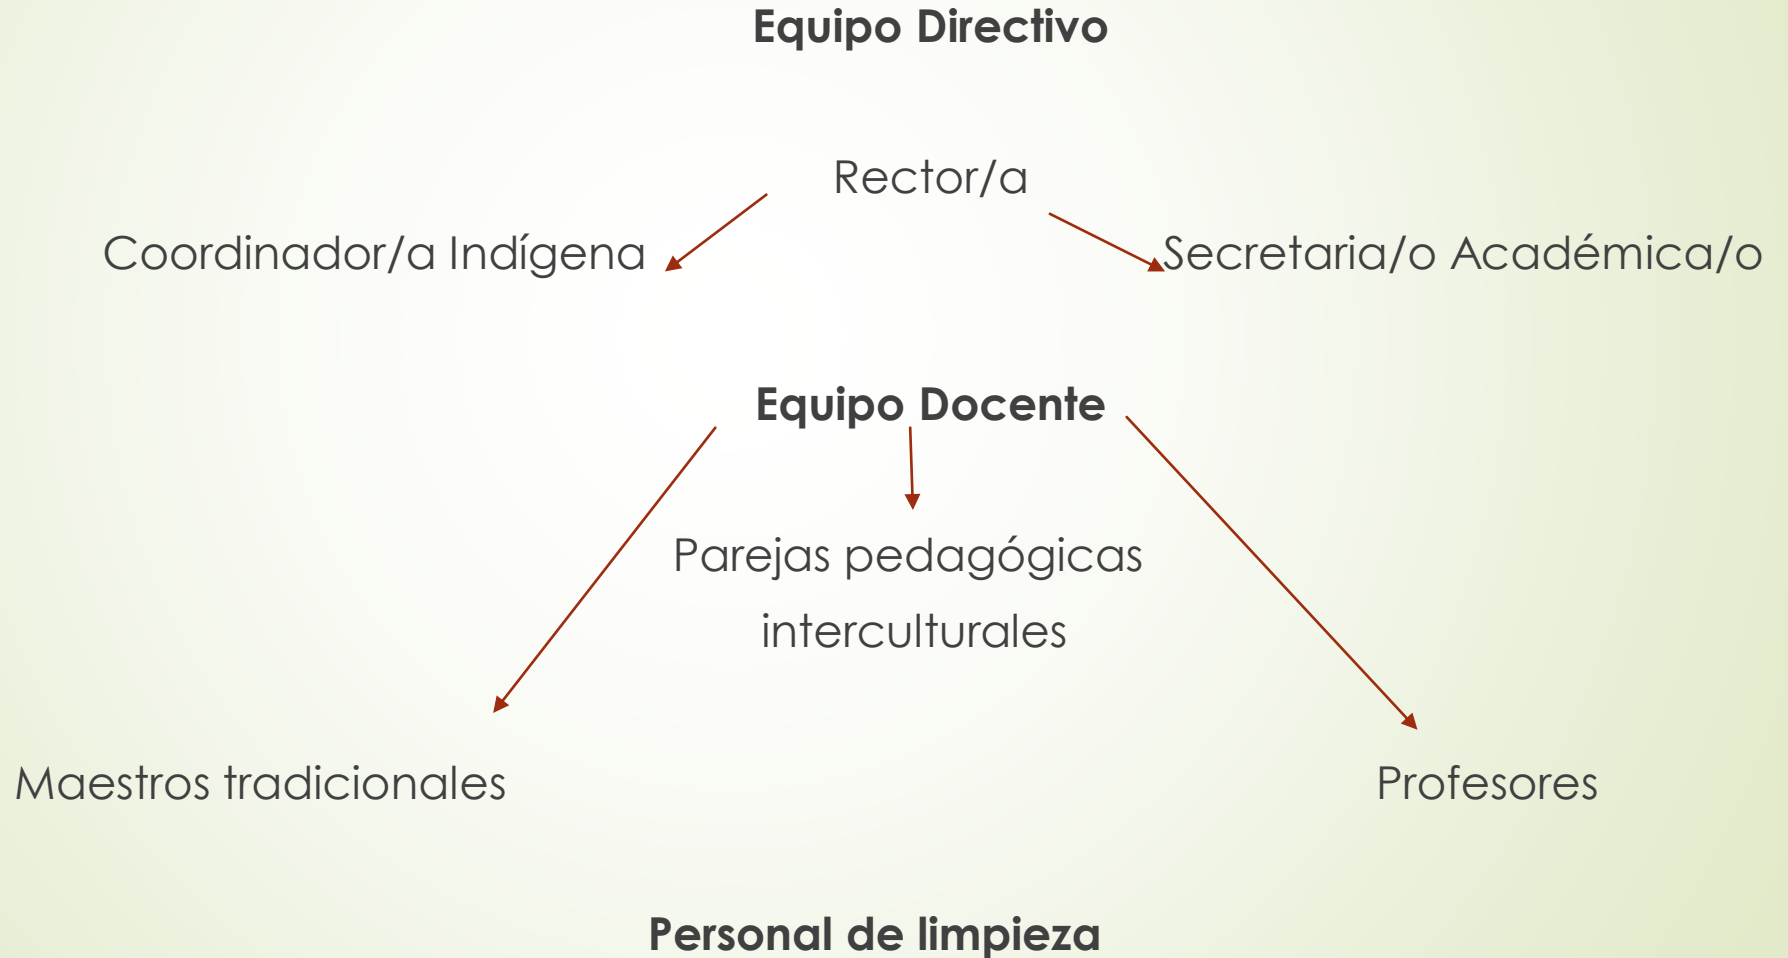 Equipo Directivo
Rector/a
Coordinador/a Indígena
Secretaria/o Académica/o
Equipo Docente
Parejas pedagógicas
interculturales
Maestros tradicionales
Profesores
Personal de limpieza